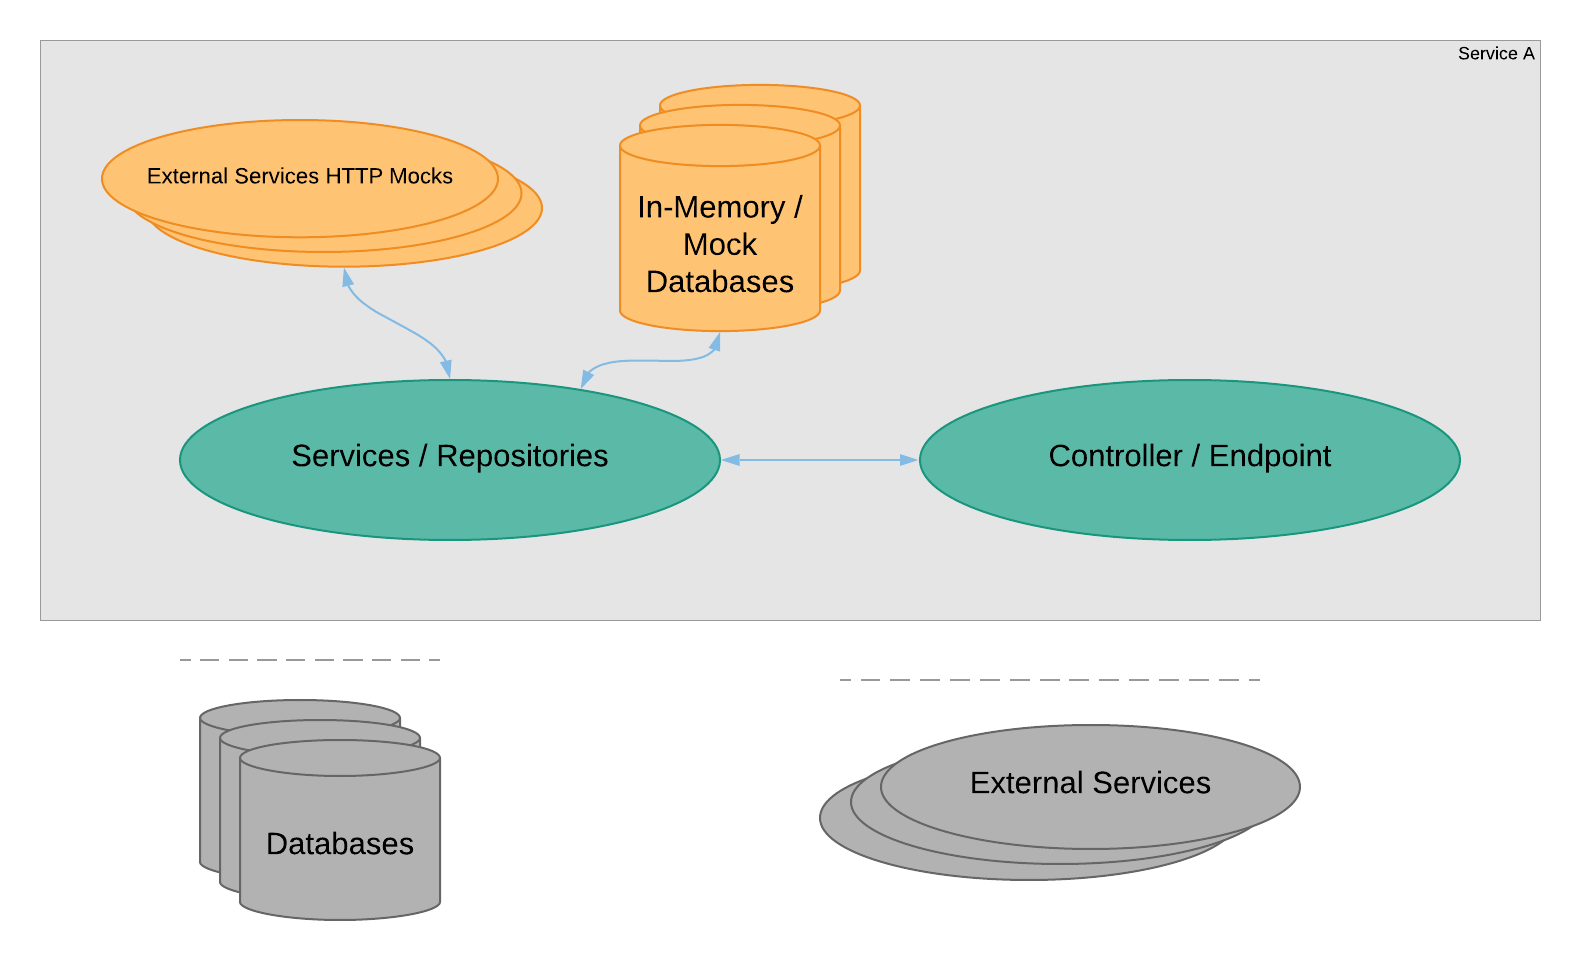 Service A
External Services HTTP Mocks
In-Memory /
Mock
Databases
Services / Repositories
Controller / Endpoint
External Services
Databases